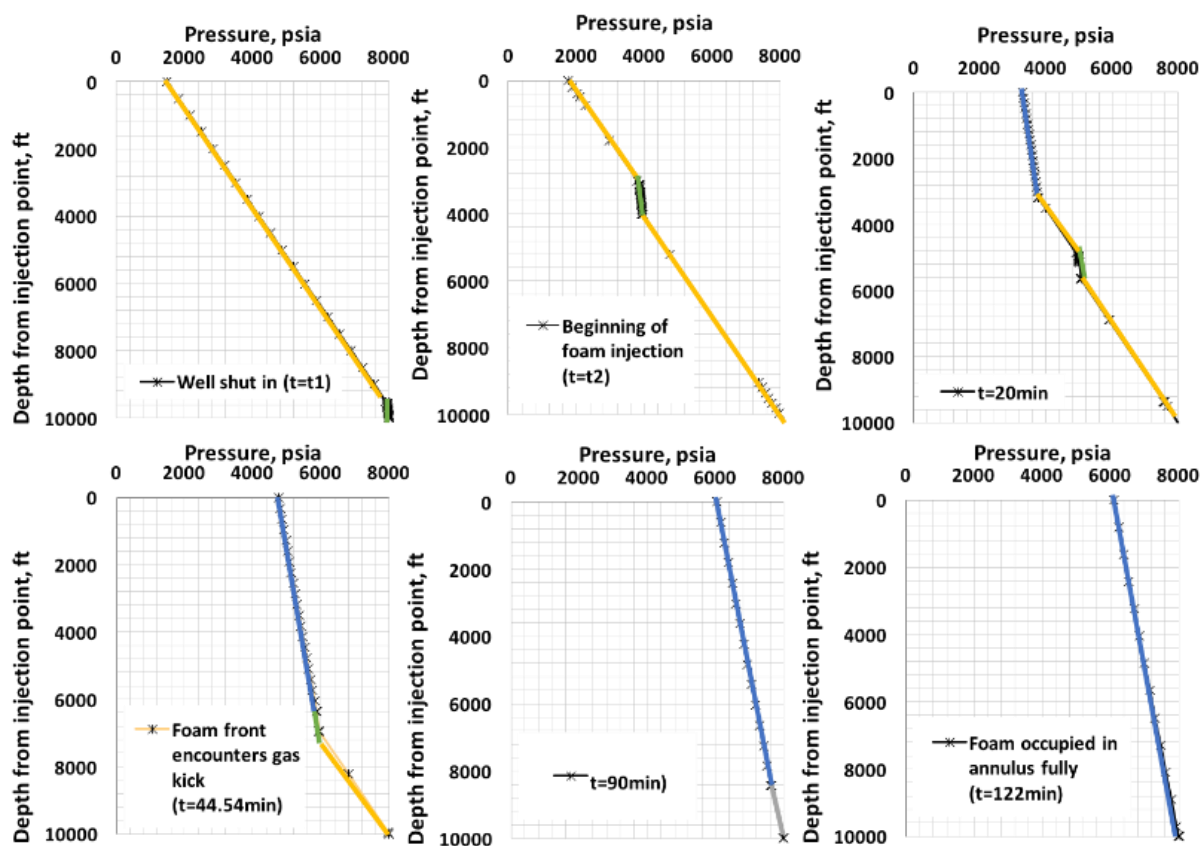 Pressure, psia
0 2000 4000 6000 8000
Depth from injection point, ft
0
2000
4000
6000
8000
10000
Well shut in (t=t1)
Pressure, psia
0 2000 4000 6000 8000
Depth from injection point, ft
0
2000
4000
6000
8000
10000
Beginning of
foam injection
(t=t2)
Pressure, psia
0 2000 4000 6000 8000
Depth from injection point, ft
0
2000
4000
6000
8000
10000
t=20min
Pressure, psia
0 2000 4000 6000 8000
Depth from injection point, ft
0
2000
4000
6000
8000
10000
Foam front
encounters gas
kick
(t=44.54min)
Pressure, psia
0 2000 4000 6000 8000
Depth from injection point, ft
0
2000
4000
6000
8000
10000
t=90min)
Pressure, psia
0 2000 4000 6000 8000
Depth from injection point, ft
0
2000
4000
6000
8000
10000
Foam occupied in
annulus fully
(t=122min)